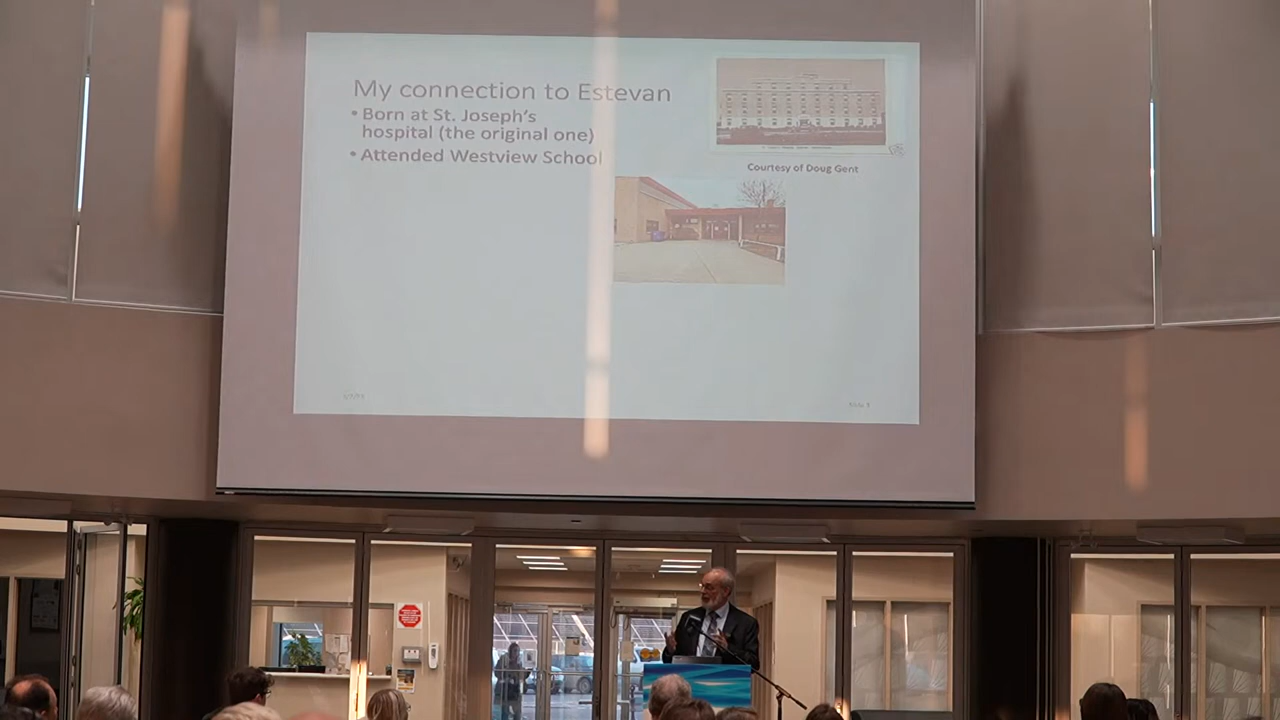 My connection to Estevan
• Born at St. Joseph's
hospital (the original one)
• Attended Westview School
Courtesy of Doug Gent